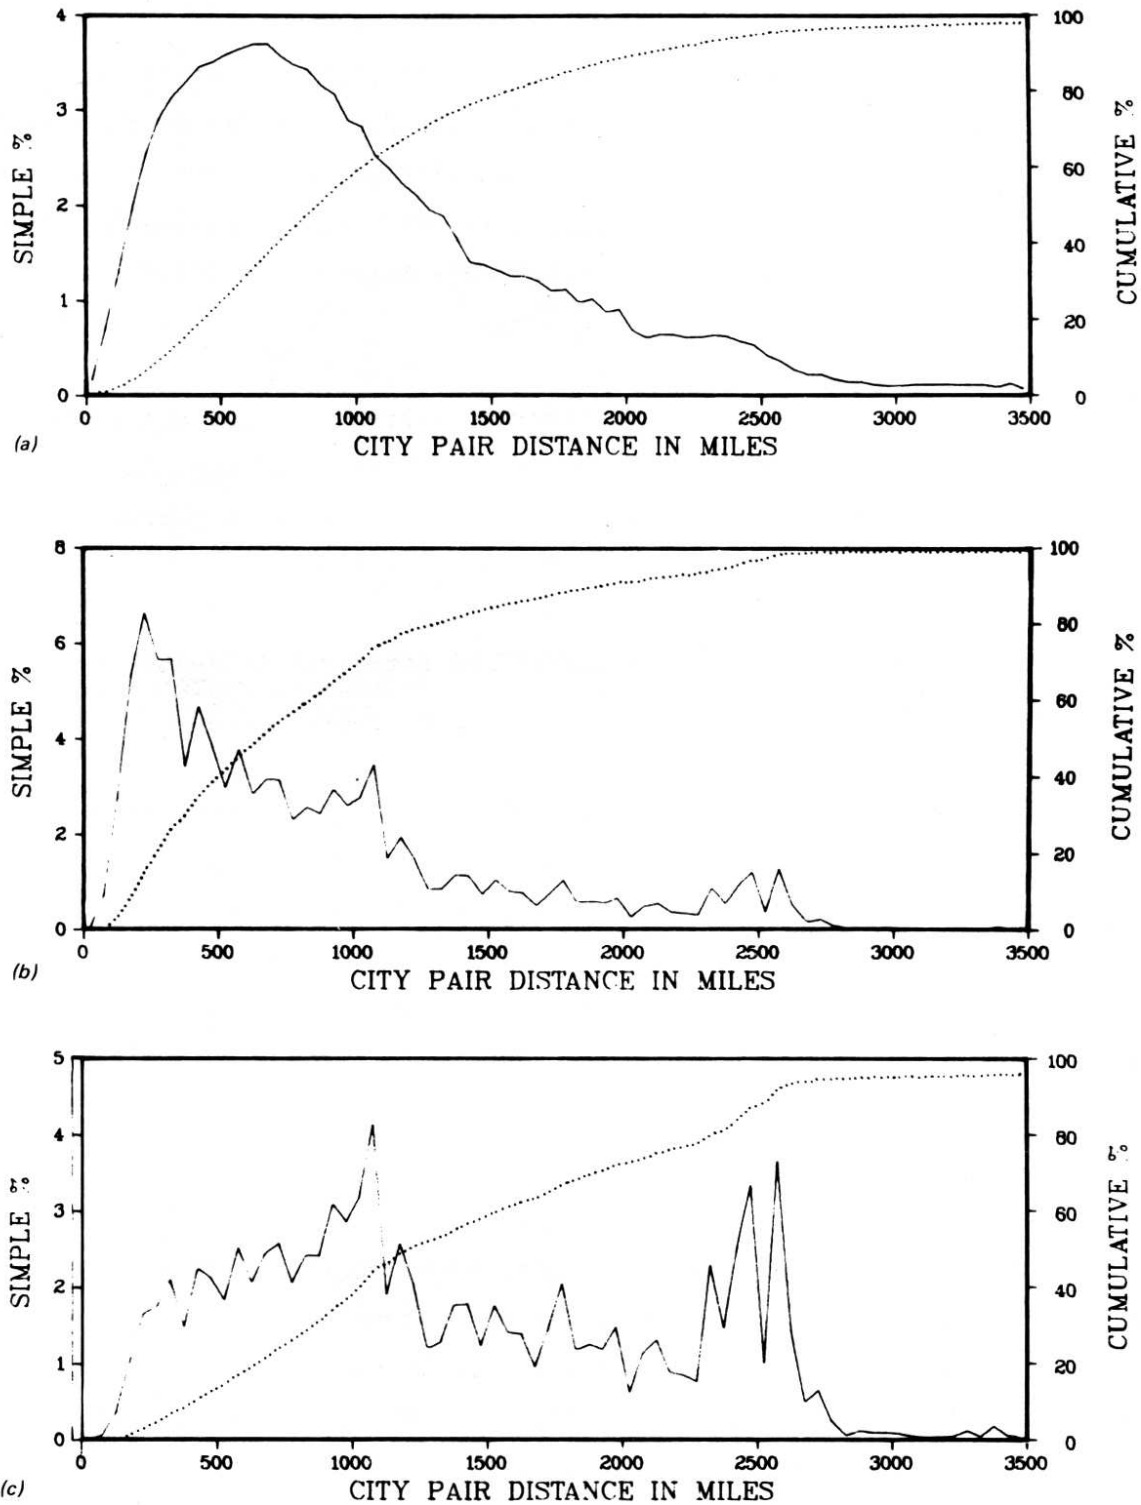 4
3
2
1
0
SIMPLE %
100
80
60
40
20
0
CUMULATIVE %
0 500 1000 1500 2000 2500 3000 3500
(a)
CITY PAIR DISTANCE IN MILES
8
6
4
2
0
SIMPLE %
100
80
60
40
20
0
CUMULATIVE %
0 500 1000 1500 2000 2500 3000 3500
(b)
CITY PAIR DISTANCE IN MILES
5
4
3
2
1
0
SIMPLE %
100
80
60
40
20
0
CUMULATIVE %
0 500 1000 1500 2000 2500 3000 3500
(c)
CITY PAIR DISTANCE IN MILES